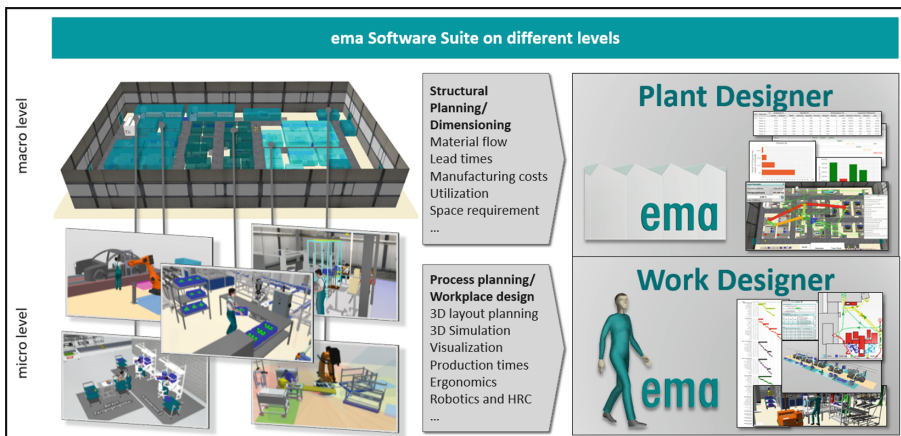 ema Software Suite on different levels
macro level
Structural
Planning/
Dimensioning
Material flow
Lead times
Manufacturing costs
Utilization
Space requirement
...
Plant Designer
ema
micro level
Process planning/
Workplace design
3D layout planning
3D Simulation
Visualization
Production times
Ergonomics
Robotics and HRC
...
Work Designer
ema